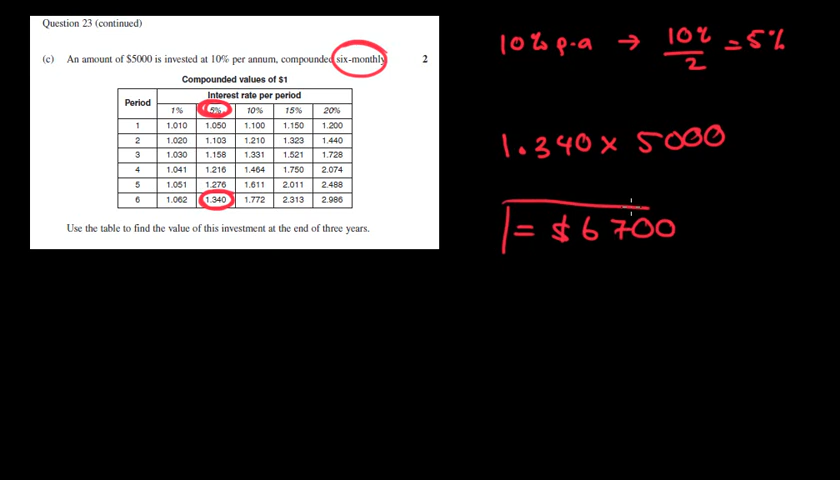 Question 23 (continued)
(c) An amount of $5000 is invested at 10% per annum, compounded six-monthly 2
Compounded values of $1
Period Interest rate per period
1% 5% 10% 15% 20%
1 1.010 1.050 1.100 1.150 1.200
2 1.020 1.103 1.210 1.323 1.440
3 1.030 1.158 1.331 1.521 1.728
4 1.041 1.216 1.464 1.750 2.074
5 1.051 1.276 1.611 2.011 2.488
6 1.062 1.340 1.772 2.313 2.986
Use the table to find the value of this investment at the end of three years.
10% p.a → 10%/2 = 5%
1.340 × 5000
= $6700